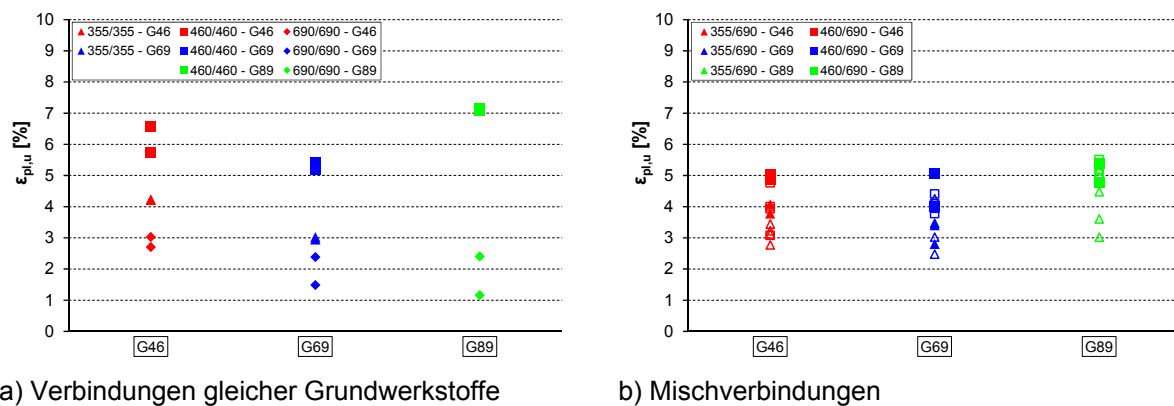 10
9
8
7
6
5
4
3
2
1
0
ε_pl,u [%]
355/355 - G46 460/460 - G46 690/690 - G46
355/355 - G69 460/460 - G69 690/690 - G69
460/460 - G89 690/690 - G89
G46 G69 G89
a) Verbindungen gleicher Grundwerkstoffe
10
9
8
7
6
5
4
3
2
1
0
ε_pl,u [%]
355/690 - G46 460/690 - G46
355/690 - G69 460/690 - G69
355/690 - G89 460/690 - G89
G46 G69 G89
b) Mischverbindungen